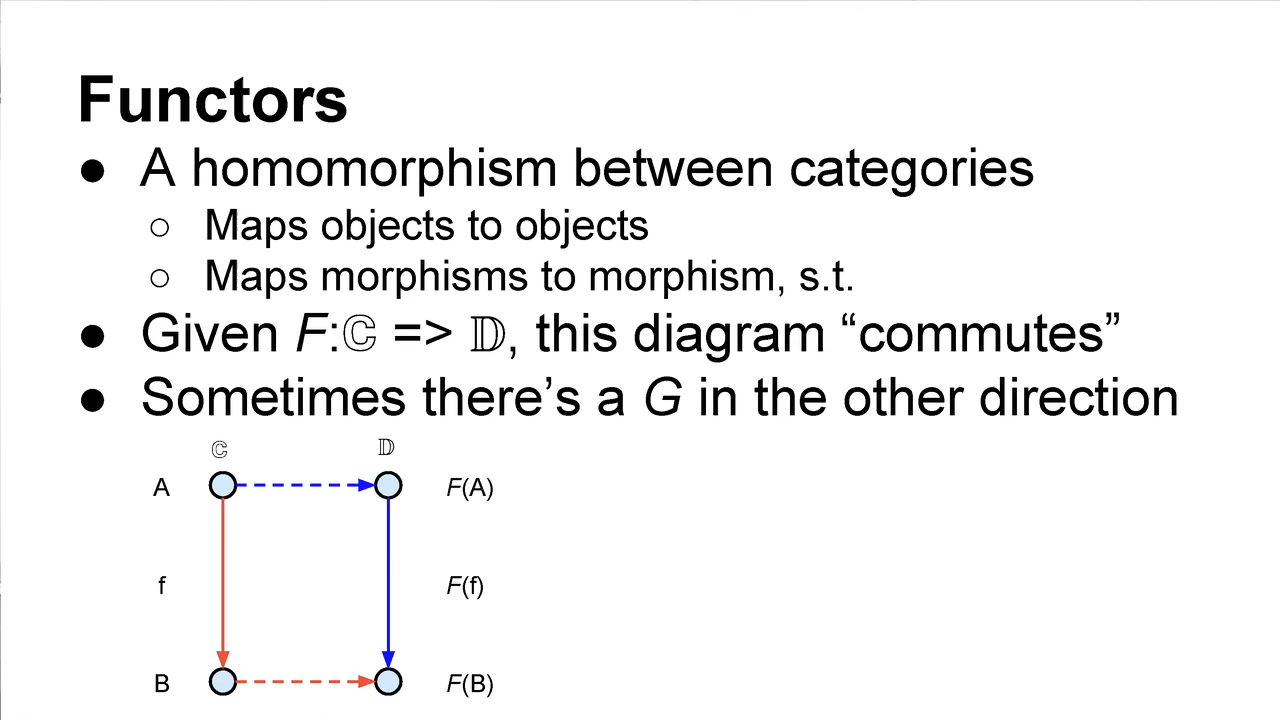 Functors
● A homomorphism between categories
○ Maps objects to objects
○ Maps morphisms to morphism, s.t.
● Given F:ℂ => 𝔻, this diagram “commutes”
● Sometimes there’s a G in the other direction
ℂ 𝔻
A F(A)
f F(f)
B F(B)